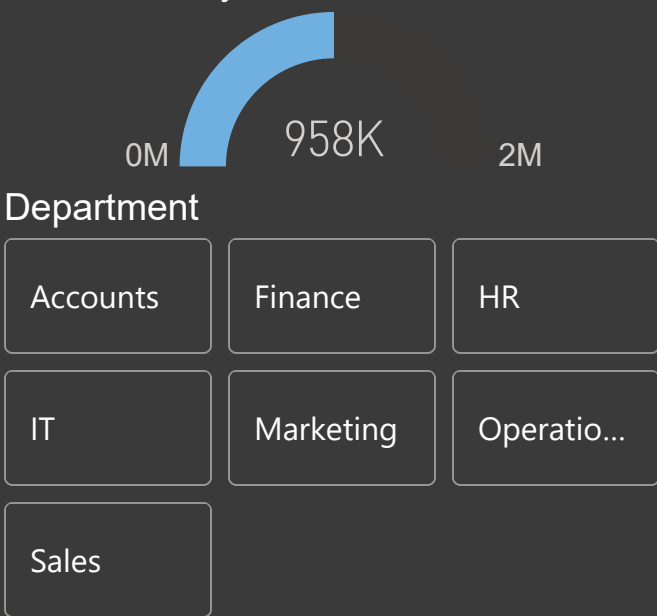 958K
0M
2M
Department
Accounts
Finance
HR
IT
Marketing
Operatio...
Sales